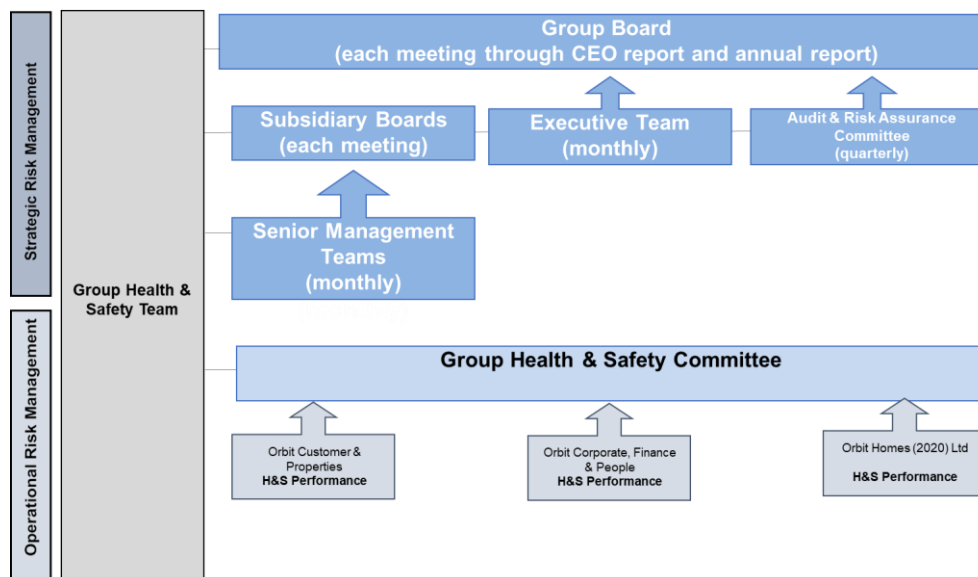 Strategic Risk Management
Operational Risk Management
Group Health &
Safety Team
Group Board
(each meeting through CEO report and annual report)
Subsidiary Boards
(each meeting)
Executive Team
(monthly)
Audit & Risk Assurance
Committee
(quarterly)
Senior Management
Teams
(monthly)
Group Health & Safety Committee
Orbit Customer &
Properties
H&S Performance
Orbit Corporate, Finance
& People
H&S Performance
Orbit Homes (2020) Ltd
H&S Performance